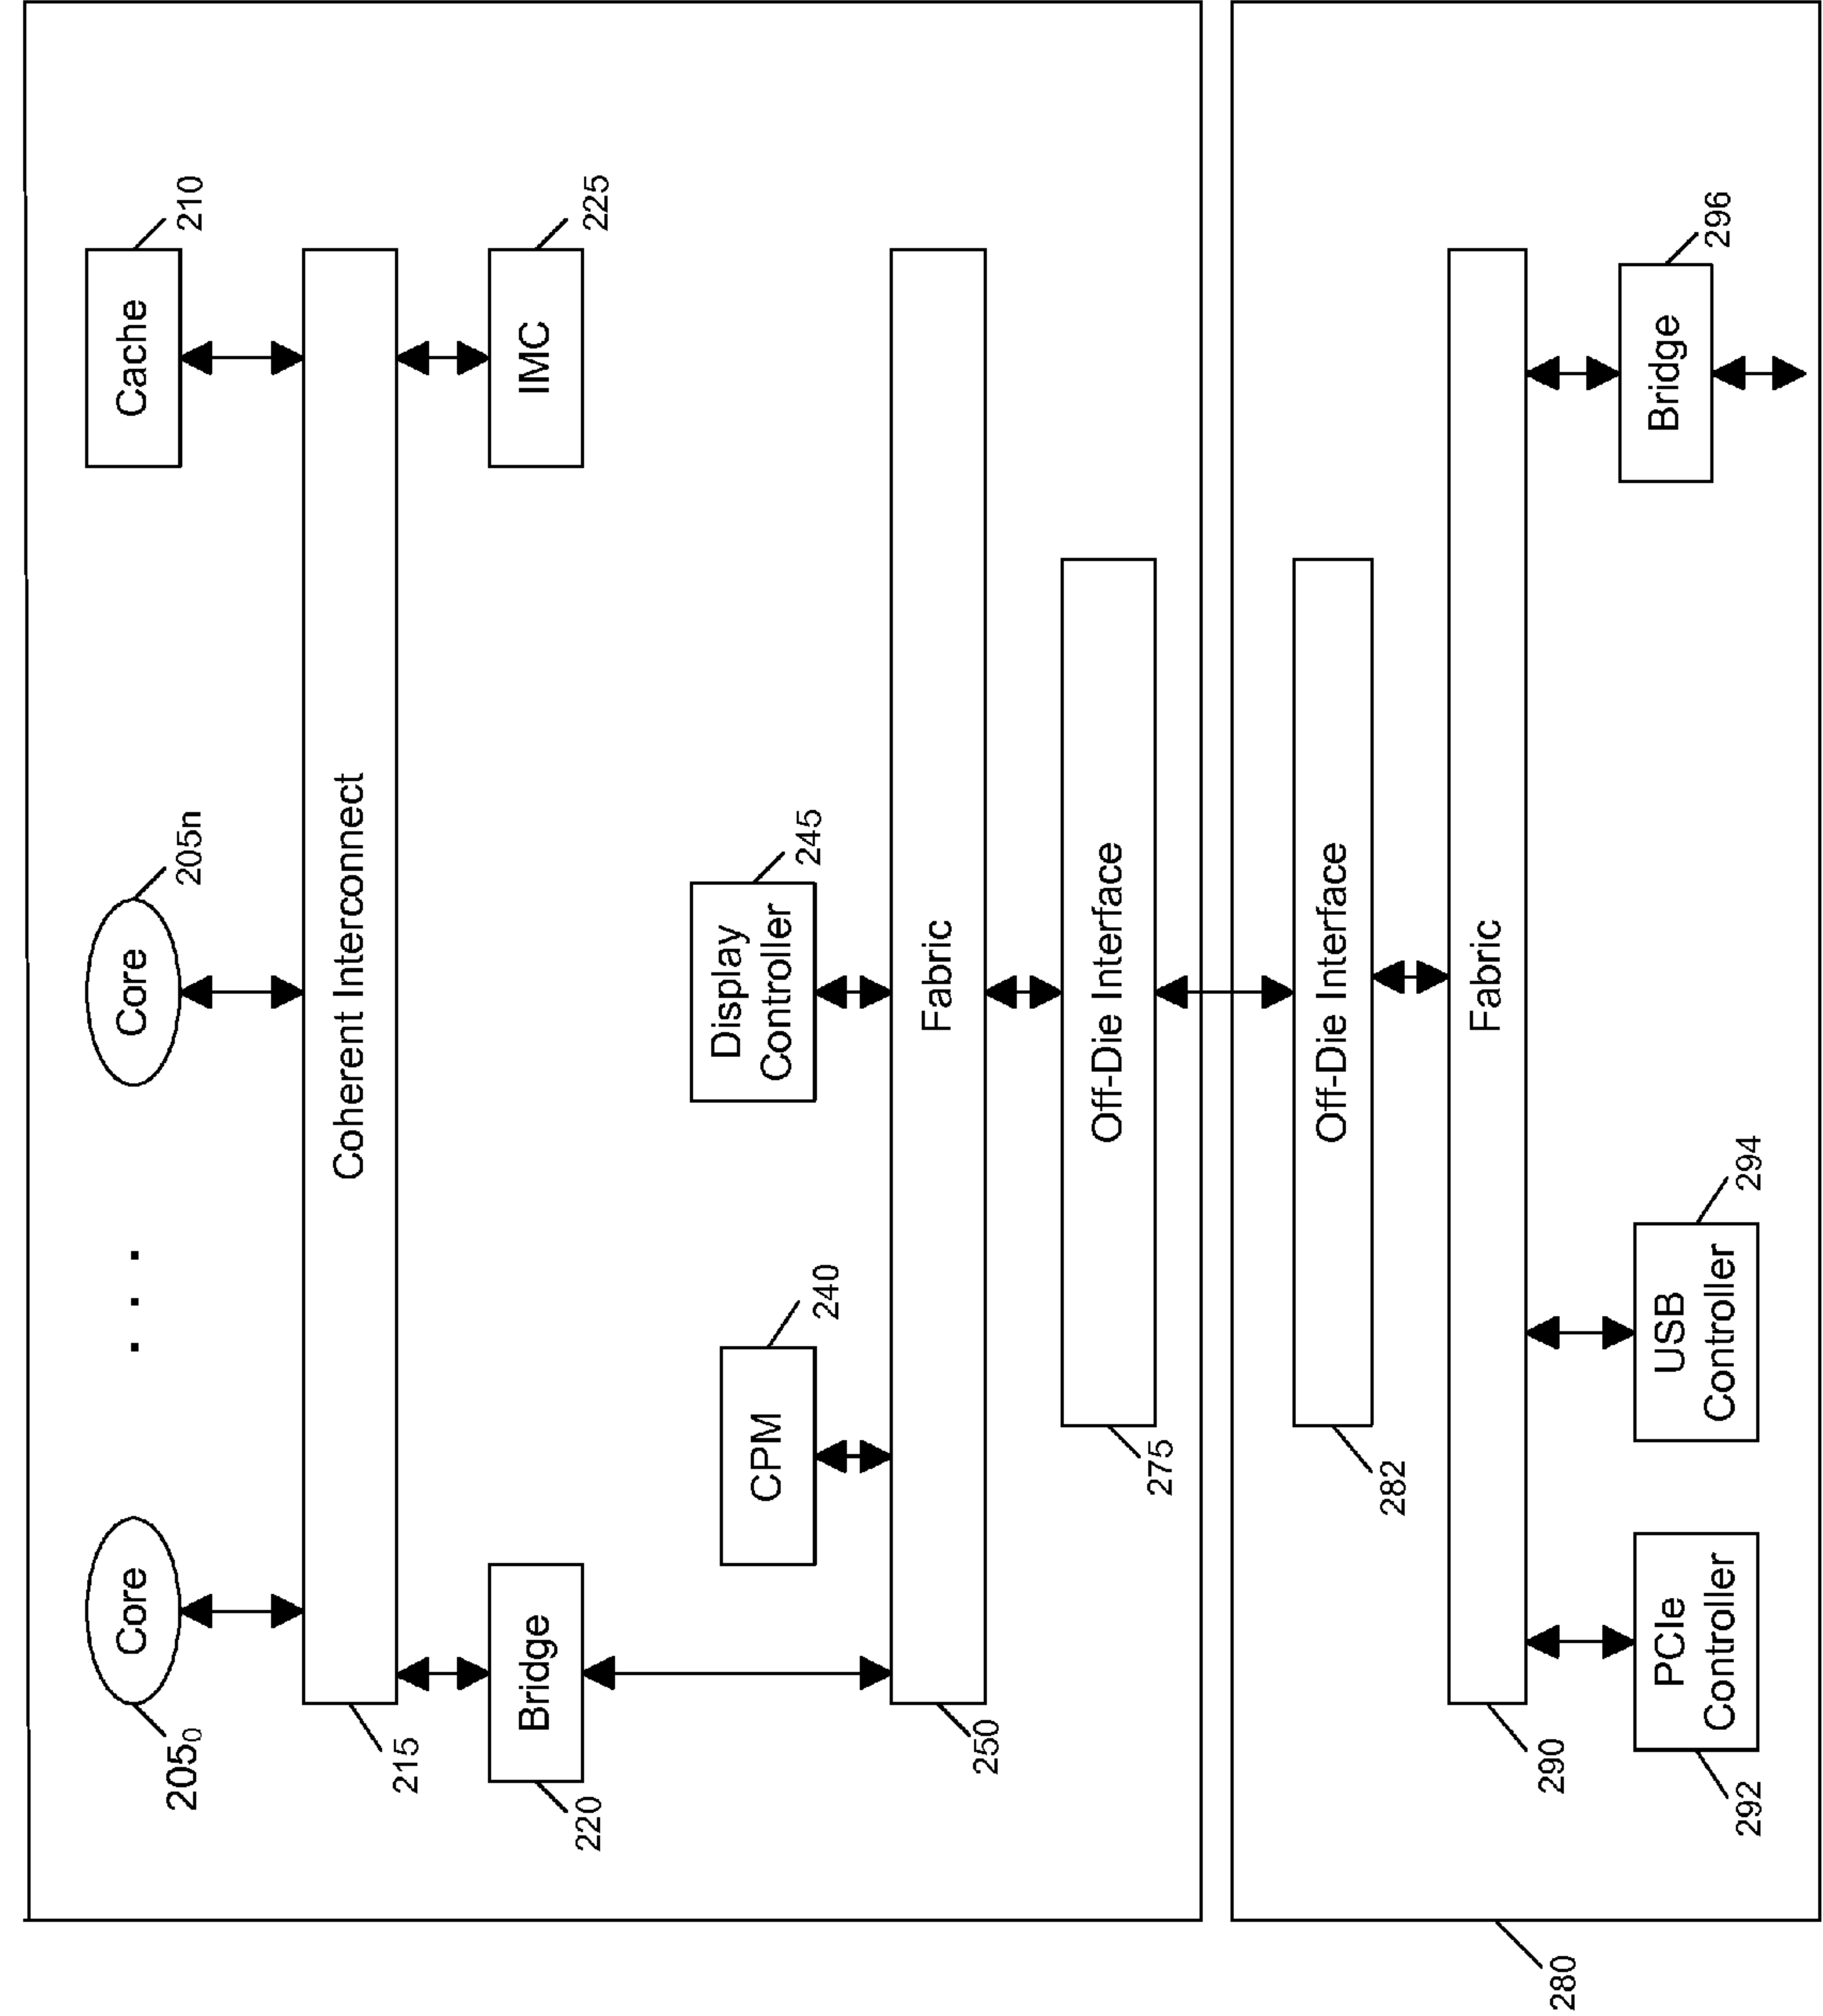 Core
205₀
. . .
Core
205n
Cache
210
Coherent Interconnect
215
Bridge
220
IMC
225
CPM
240
Display
Controller
245
Fabric
250
Off-Die Interface
275
Off-Die Interface
282
Fabric
290
PCIe
Controller
292
USB
Controller
294
Bridge
296
280